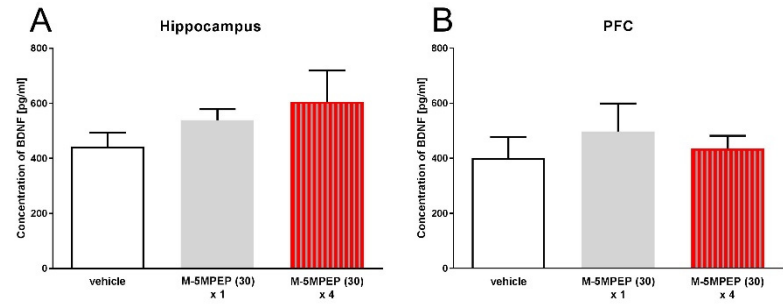 A
Hippocampus
Concentration of BDNF [pg/ml]
800
600
400
200
0
vehicle
M-5MPEP (30)
x 1
M-5MPEP (30)
x 4
B
PFC
Concentration of BDNF [pg/ml]
800
600
400
200
0
vehicle
M-5MPEP (30)
x 1
M-5MPEP (30)
x 4